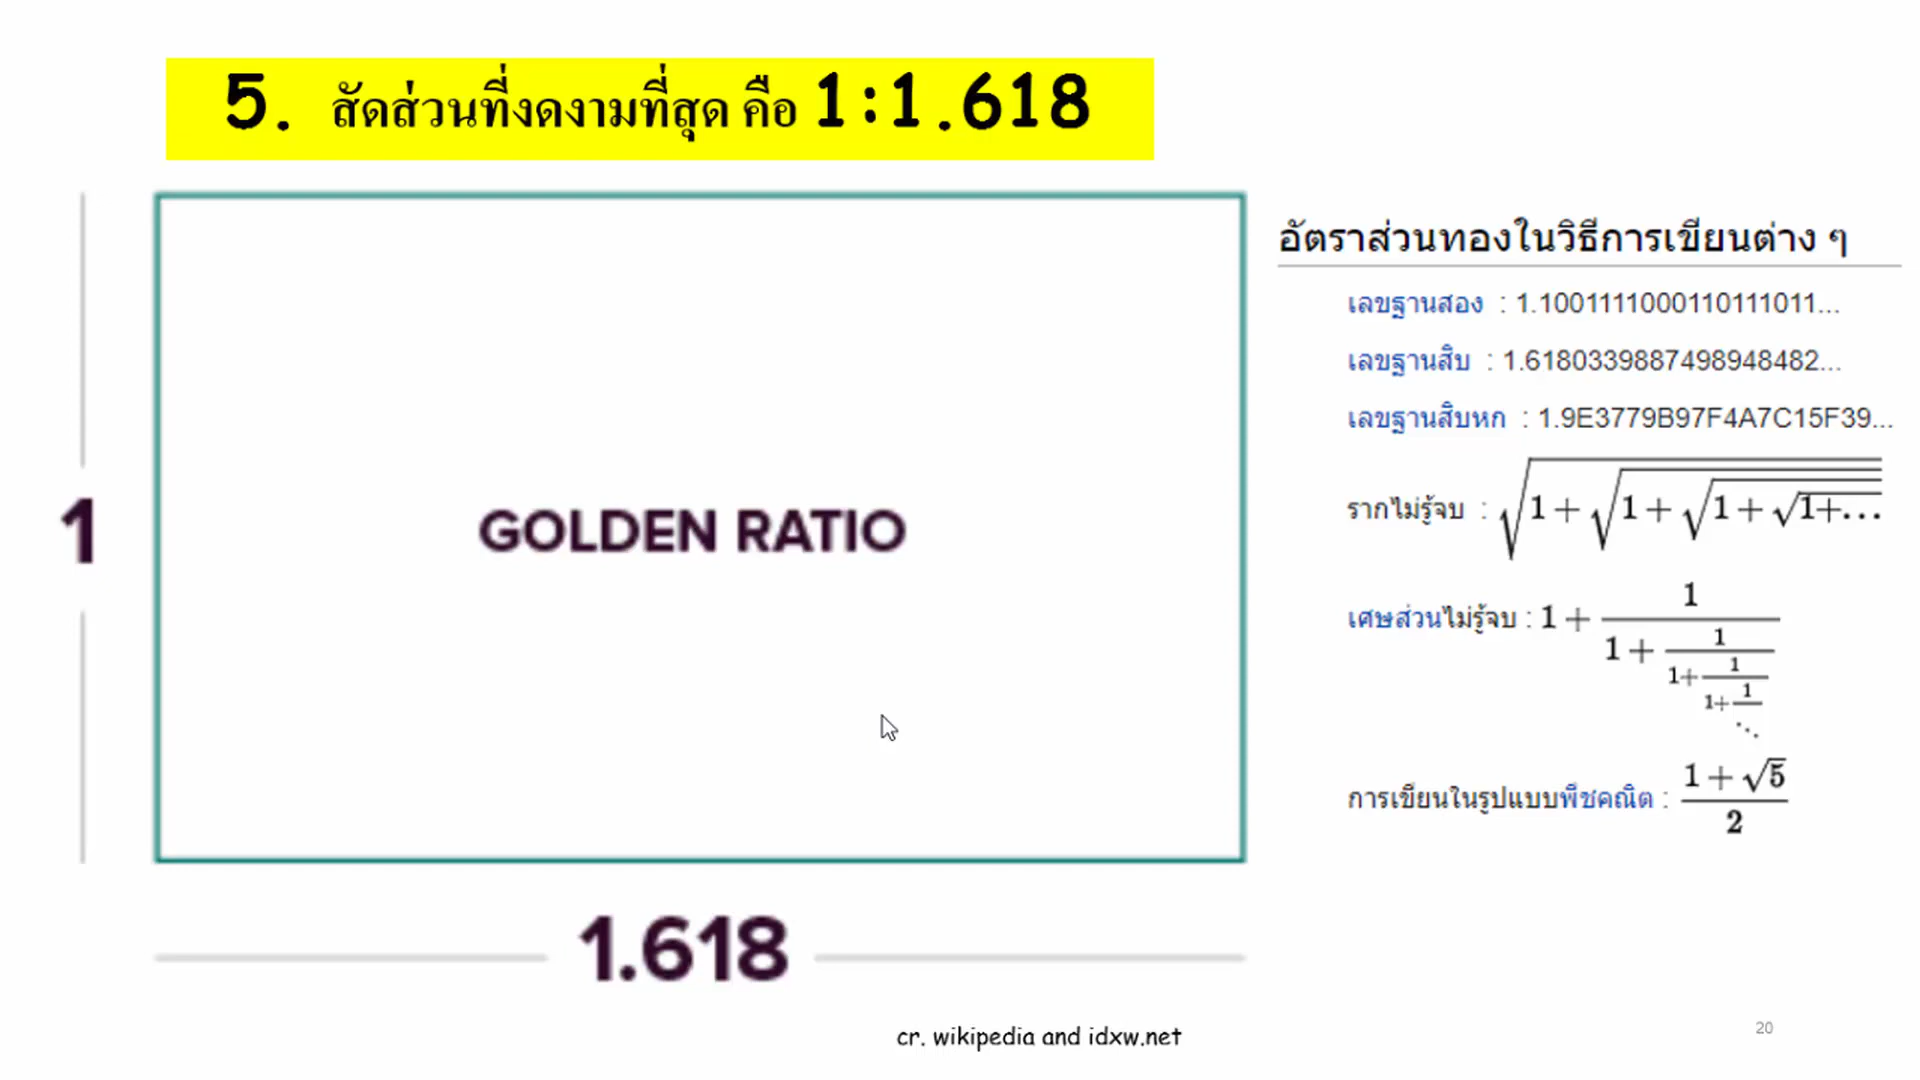 5. สัดส่วนที่งดงามที่สุด คือ 1:1.618
1
GOLDEN RATIO
1.618
อัตราส่วนทองในวิธีการเขียนต่าง ๆ
เลขฐานสอง : 1.1001111000110111011...
เลขฐานสิบ : 1.6180339887498948482...
เลขฐานสิบหก : 1.9E3779B97F4A7C15F39...
รากไม่รู้จบ : √(1+√(1+√(1+√(1+...))))
เศษส่วนไม่รู้จบ : 1 + 1/(1 + 1/(1 + 1/(1 + 1/⋱)))
การเขียนในรูปแบบพีชคณิต : (1 + √5)/2
cr. wikipedia and idxw.net
20